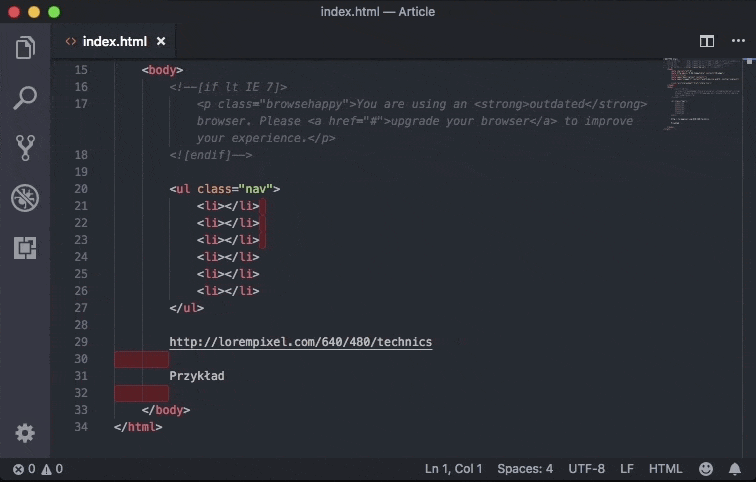 index.html — Article
<> index.html ×
15 <body>
16 <!--[if lt IE 7]>
17 <p class="browsehappy">You are using an <strong>outdated</strong>
browser. Please <a href="#">upgrade your browser</a> to improve
your experience.</p>
18 <![endif]-->
19
20 <ul class="nav">
21 <li></li>
22 <li></li>
23 <li></li>
24 <li></li>
25 <li></li>
26 <li></li>
27 </ul>
28
29 http://lorempixel.com/640/480/technics
30
31 Przykład
32
33 </body>
34 </html>
0 0 Ln 1, Col 1 Spaces: 4 UTF-8 LF HTML